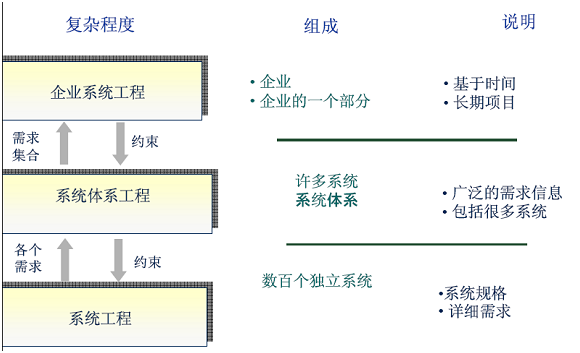 复杂程度
组成
说明
企业系统工程
• 企业
• 企业的一个部分
• 基于时间
• 长期项目
需求
集合
约束
系统体系工程
许多系统
系统体系
• 广泛的需求信息
• 包括很多系统
各个
需求
约束
系统工程
数百个独立系统
•系统规格
• 详细需求